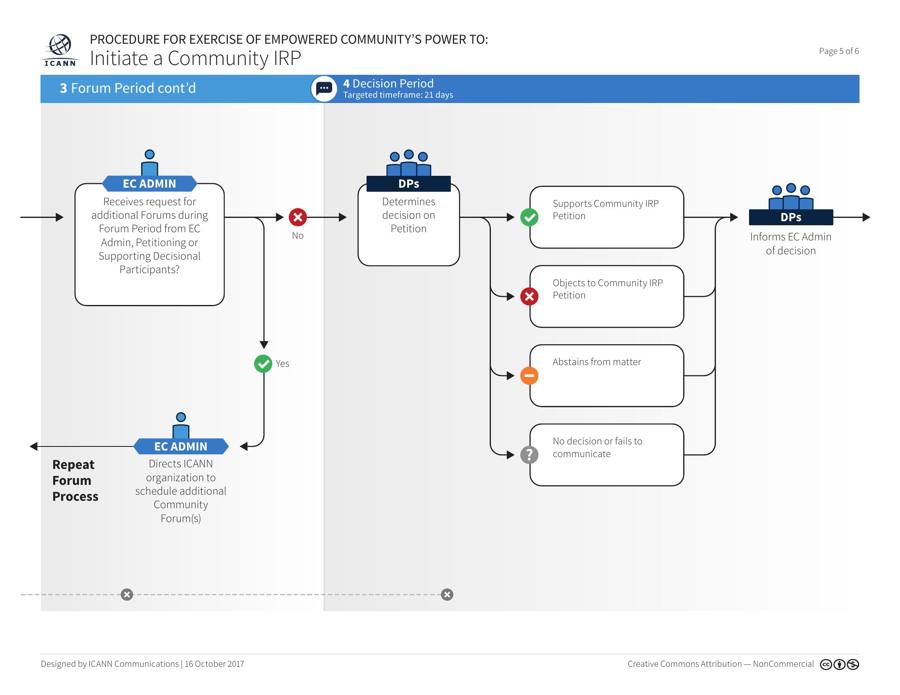 ICANN
PROCEDURE FOR EXERCISE OF EMPOWERED COMMUNITY'S POWER TO:
Initiate a Community IRP
Page 5 of 6
3 Forum Period cont'd
4 Decision Period
Targeted timeframe: 21 days
EC ADMIN
Receives request for
additional Forums during
Forum Period from EC
Admin, Petitioning or
Supporting Decisional
Participants?
No
Yes
EC ADMIN
Directs ICANN
organization to
schedule additional
Community
Forum(s)
Repeat
Forum
Process
DPs
Determines
decision on
Petition
Supports Community IRP
Petition
Objects to Community IRP
Petition
Abstains from matter
?
No decision or fails to
communicate
DPs
Informs EC Admin
of decision
Designed by ICANN Communications | 16 October 2017
Creative Commons Attribution — NonCommercial